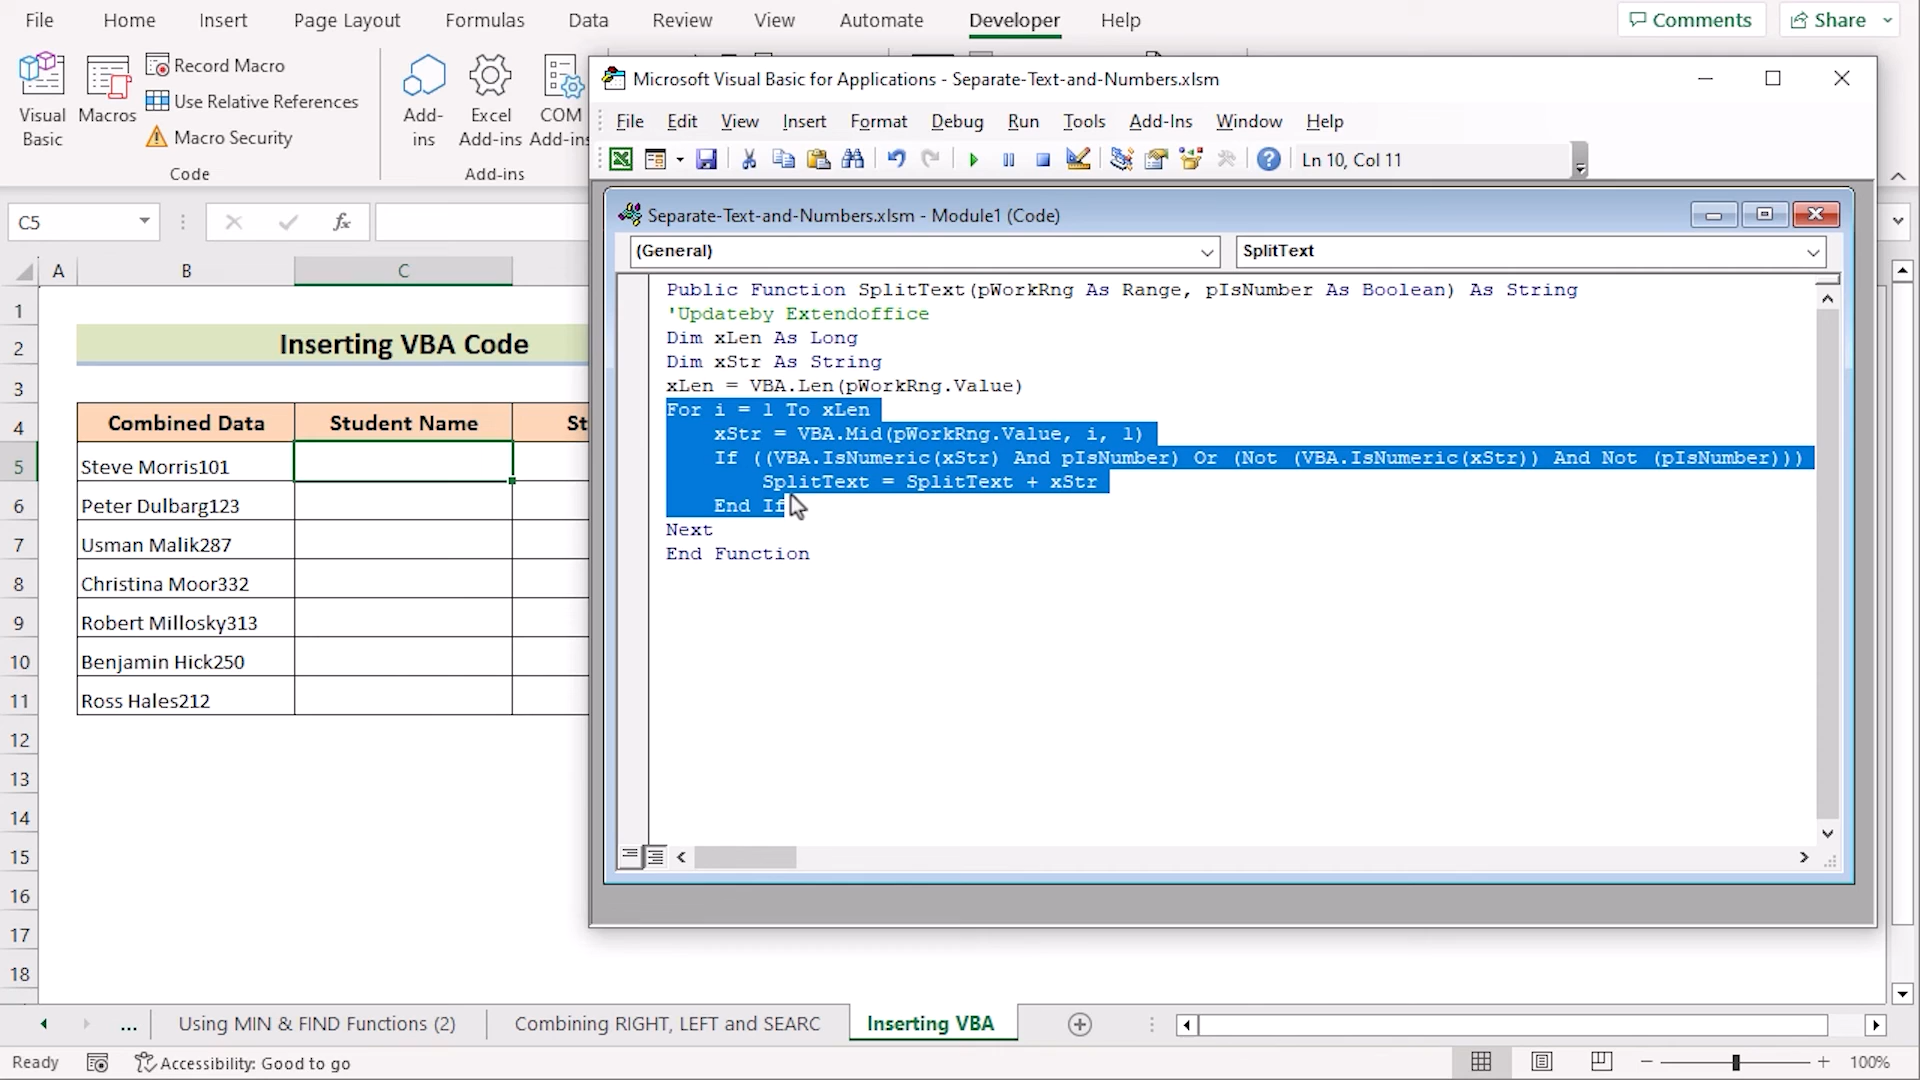 File Home Insert Page Layout Formulas Data Review View Automate Developer Help Comments Share
Visual Basic
Macros
Record Macro
Use Relative References
Macro Security
Code
Add-ins
Excel Add-ins
COM Add-ins
Add-ins
Microsoft Visual Basic for Applications - Separate-Text-and-Numbers.xlsm
File Edit View Insert Format Debug Run Tools Add-Ins Window Help
Ln 10, Col 11
C5
fx
Separate-Text-and-Numbers.xlsm - Module1 (Code)
(General) SplitText
Public Function SplitText(pWorkRng As Range, pIsNumber As Boolean) As String
'Updateby Extendoffice
Dim xLen As Long
Dim xStr As String
xLen = VBA.Len(pWorkRng.Value)
For i = 1 To xLen
xStr = VBA.Mid(pWorkRng.Value, i, 1)
If ((VBA.IsNumeric(xStr) And pIsNumber) Or (Not (VBA.IsNumeric(xStr)) And Not (pIsNumber)))
SplitText = SplitText + xStr
End If
Next
End Function
A B C
1
2 Inserting VBA Code
3
4 Combined Data Student Name St
5 Steve Morris101
6 Peter Dulbarg123
7 Usman Malik287
8 Christina Moor332
9 Robert Millosky313
10 Benjamin Hick250
11 Ross Hales212
12
13
14
15
16
17
18
... Using MIN & FIND Functions (2) Combining RIGHT, LEFT and SEARC Inserting VBA
Ready Accessibility: Good to go 100%